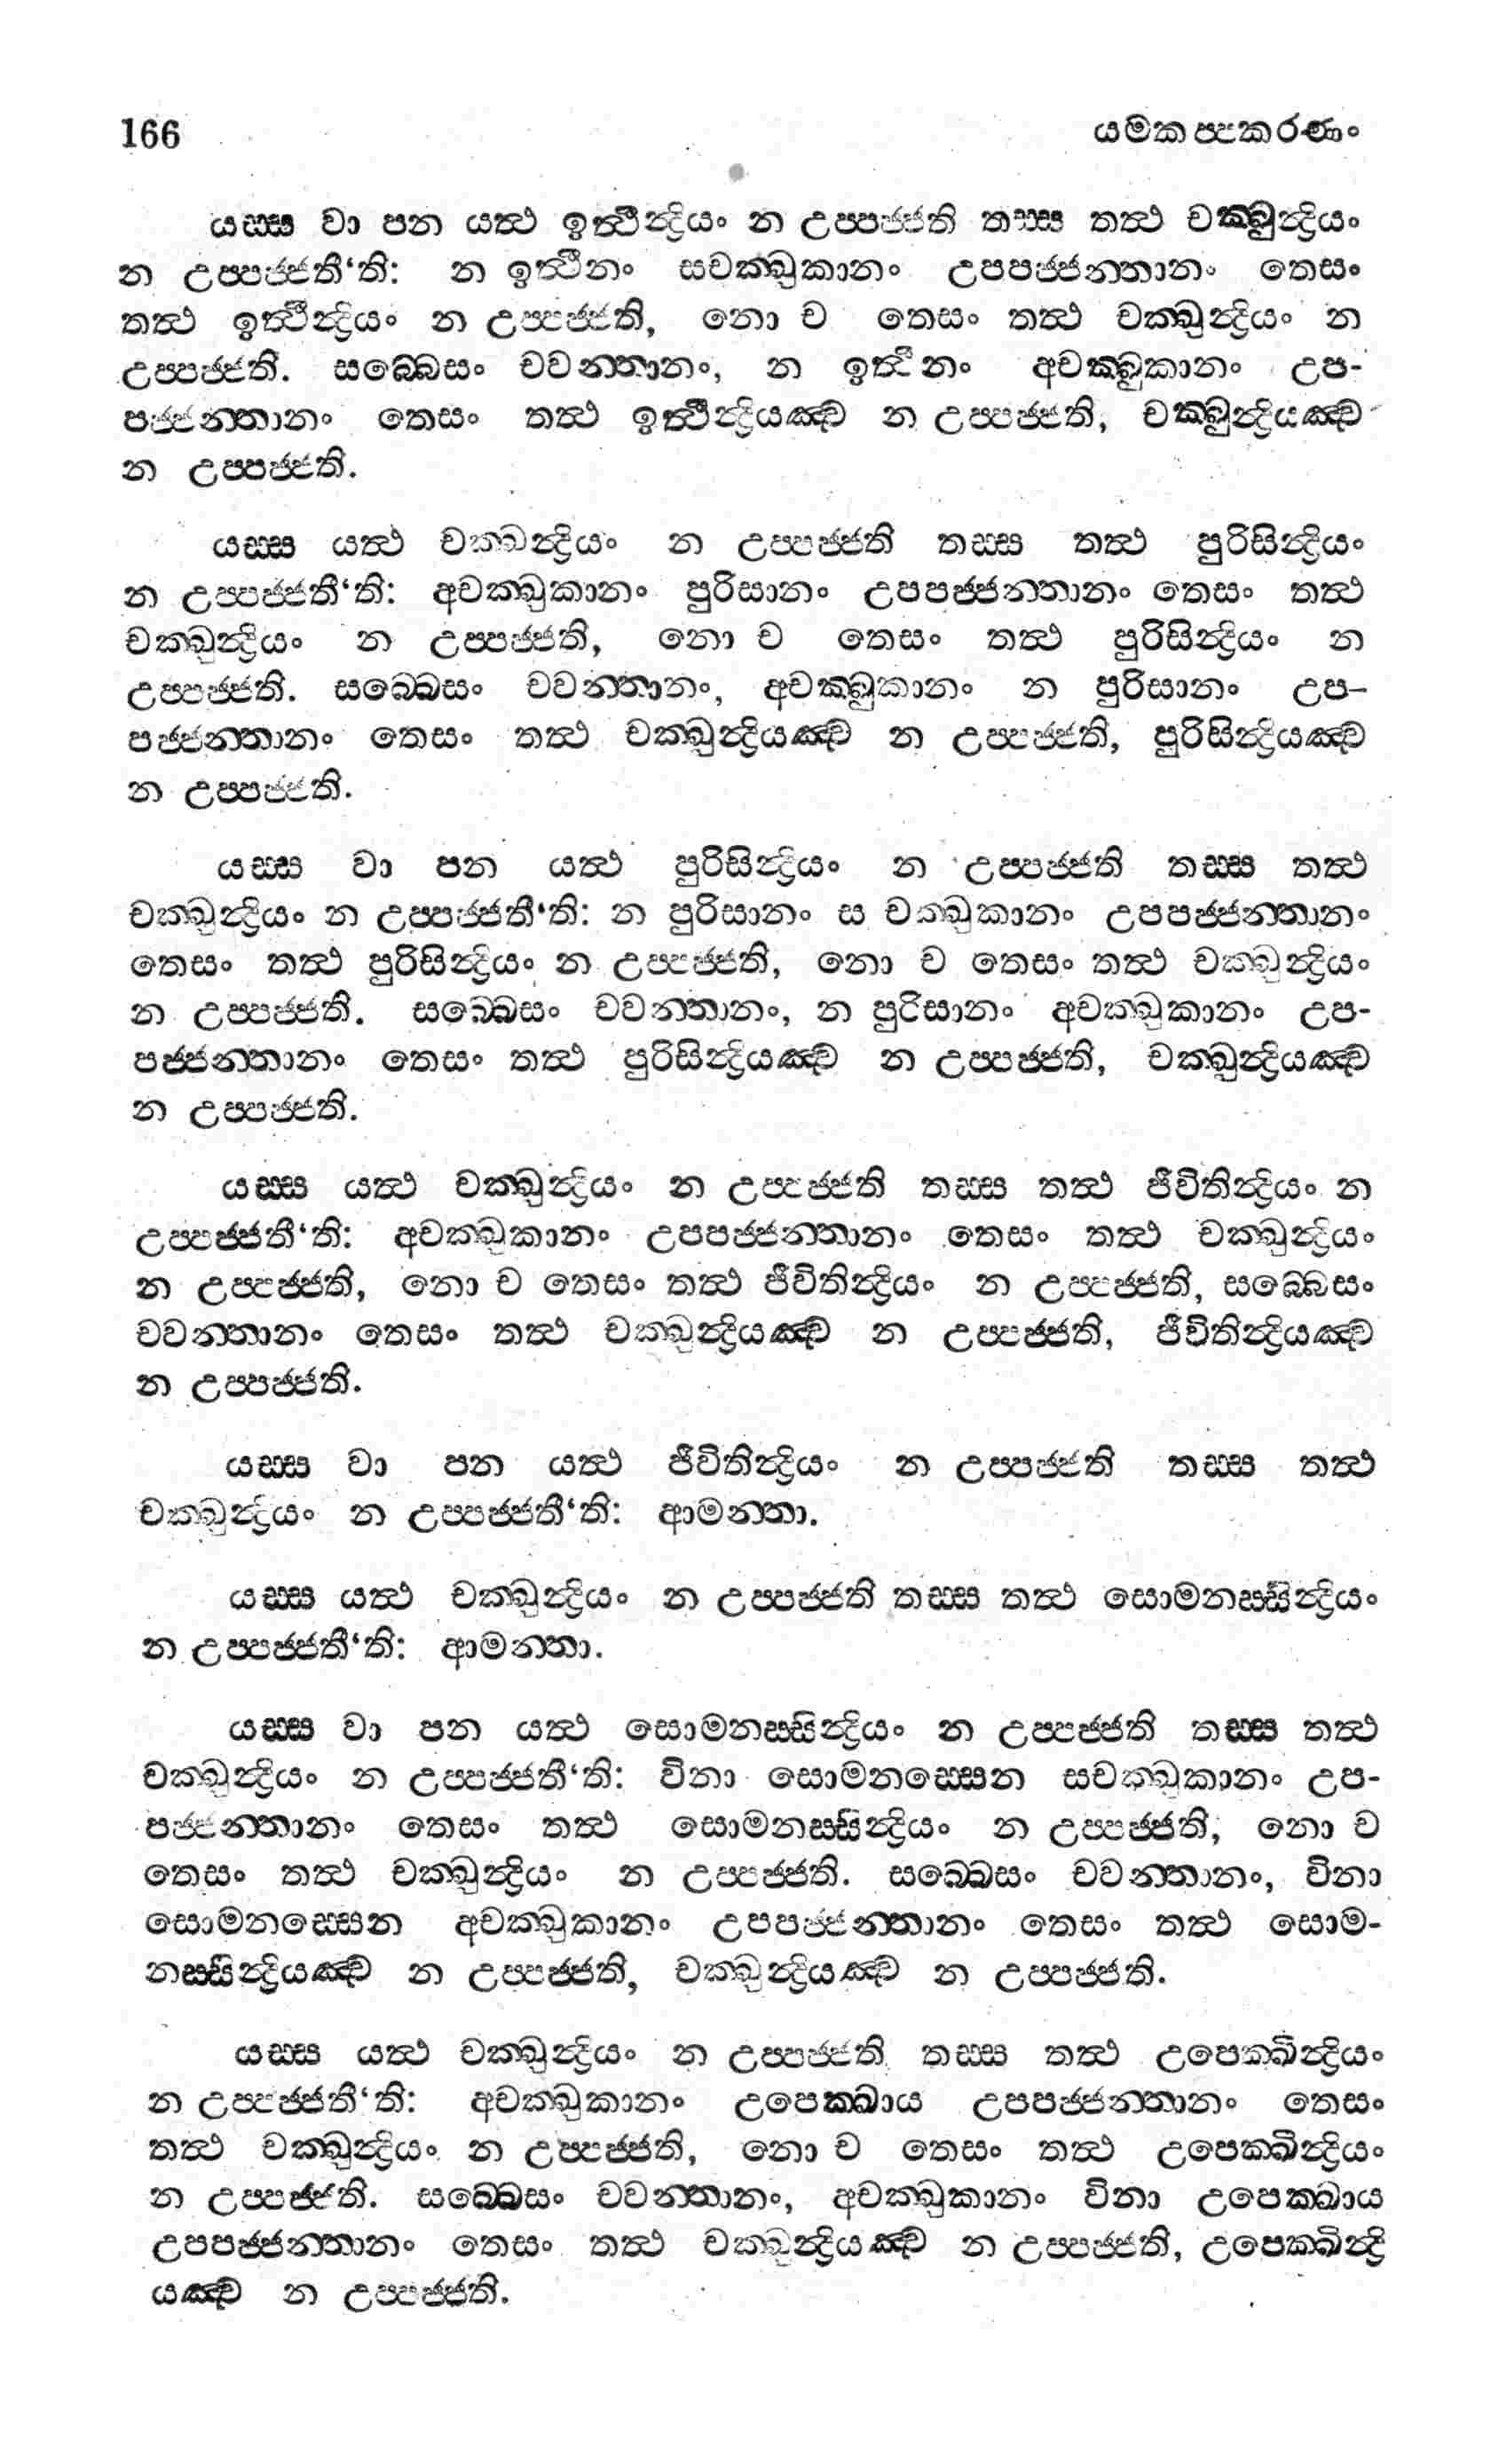 166 යමකප්පකරණං
යස්ස වා පන යත්ථ ඉත්ථින්ද්‍රියං න උප්පජ්ජති තස්ස තත්ථ චක්ඛුන්ද්‍රියං
න උප්පජ්ජතී‘ති: න ඉත්ථීනං සචක්ඛුකානං උපපජ්ජන්තානං තෙසං
තත්ථ ඉත්ථින්ද්‍රියං න උප්පජ්ජති, නො ච තෙසං තත්ථ චක්ඛුන්ද්‍රියං න
උප්පජ්ජති. සබ්බෙසං චවන්තානං, න ඉත්ථීනං අචක්ඛුකානං උප-
පජ්ජන්තානං තෙසං තත්ථ ඉත්ථින්ද්‍රියඤ්ච න උප්පජ්ජති, චක්ඛුන්ද්‍රියඤ්ච
න උප්පජ්ජති.
යස්ස යත්ථ චක්ඛුන්ද්‍රියං න උප්පජ්ජති තස්ස තත්ථ පුරිසින්ද්‍රියං
න උප්පජ්ජතී‘ති: අචක්ඛුකානං පුරිසානං උපපජ්ජන්තානං තෙසං තත්ථ
චක්ඛුන්ද්‍රියං න උප්පජ්ජති, නො ච තෙසං තත්ථ පුරිසින්ද්‍රියං න
උප්පජ්ජති. සබ්බෙසං චවන්තානං, අචක්ඛුකානං න පුරිසානං උප-
පජ්ජන්තානං තෙසං තත්ථ චක්ඛුන්ද්‍රියඤ්ච න උප්පජ්ජති, පුරිසින්ද්‍රියඤ්ච
න උප්පජ්ජති.
යස්ස වා පන යත්ථ පුරිසින්ද්‍රියං න උප්පජ්ජති තස්ස තත්ථ
චක්ඛුන්ද්‍රියං න උප්පජ්ජතී‘ති: න පුරිසානං ස චක්ඛුකානං උපපජ්ජන්තානං
තෙසං තත්ථ පුරිසින්ද්‍රියං න උප්පජ්ජති, නො ච තෙසං තත්ථ චක්ඛුන්ද්‍රියං
න උප්පජ්ජති. සබ්බෙසං චවන්තානං, න පුරිසානං අචක්ඛුකානං උප-
පජ්ජන්තානං තෙසං තත්ථ පුරිසින්ද්‍රියඤ්ච න උප්පජ්ජති, චක්ඛුන්ද්‍රියඤ්ච
න උප්පජ්ජති.
යස්ස යත්ථ චක්ඛුන්ද්‍රියං න උප්පජ්ජති තස්ස තත්ථ ජීවිතින්ද්‍රියං න
උප්පජ්ජතී‘ති: අචක්ඛුකානං උපපජ්ජන්තානං තෙසං තත්ථ චක්ඛුන්ද්‍රියං
න උප්පජ්ජති, නො ච තෙසං තත්ථ ජීවිතින්ද්‍රියං න උප්පජ්ජති, සබ්බෙසං
චවන්තානං තෙසං තත්ථ චක්ඛුන්ද්‍රියඤ්ච න උප්පජ්ජති, ජීවිතින්ද්‍රියඤ්ච
න උප්පජ්ජති.
යස්ස වා පන යත්ථ ජීවිතින්ද්‍රියං න උප්පජ්ජති තස්ස තත්ථ
චක්ඛුන්ද්‍රියං න උප්පජ්ජතී‘ති: ආමන්තා.
යස්ස යත්ථ චක්ඛුන්ද්‍රියං න උප්පජ්ජති තස්ස තත්ථ සොමනස්සින්ද්‍රියං
න උප්පජ්ජතී‘ති: ආමන්තා.
යස්ස වා පන යත්ථ සොමනස්සින්ද්‍රියං න උප්පජ්ජති තස්ස තත්ථ
චක්ඛුන්ද්‍රියං න උප්පජ්ජතී‘ති: විනා සොමනස්සෙන සචක්ඛුකානං උප-
පජ්ජන්තානං තෙසං තත්ථ සොමනස්සින්ද්‍රියං න උප්පජ්ජති, නො ච
තෙසං තත්ථ චක්ඛුන්ද්‍රියං න උප්පජ්ජති. සබ්බෙසං චවන්තානං, විනා
සොමනස්සෙන අචක්ඛුකානං උපපජ්ජන්තානං තෙසං තත්ථ සොම-
නස්සින්ද්‍රියඤ්ච න උප්පජ්ජති, චක්ඛුන්ද්‍රියඤ්ච න උප්පජ්ජති.
යස්ස යත්ථ චක්ඛුන්ද්‍රියං න උප්පජ්ජති තස්ස තත්ථ උපෙක්ඛින්ද්‍රියං
න උප්පජ්ජතී‘ති: අචක්ඛුකානං උපෙක්ඛාය උපපජ්ජන්තානං තෙසං
තත්ථ චක්ඛුන්ද්‍රියං න උප්පජ්ජති, නො ච තෙසං තත්ථ උපෙක්ඛින්ද්‍රියං
න උප්පජ්ජති. සබ්බෙසං චවන්තානං, අචක්ඛුකානං විනා උපෙක්ඛාය
උපපජ්ජන්තානං තෙසං තත්ථ චක්ඛුන්ද්‍රියඤ්ච න උප්පජ්ජති, උපෙක්ඛින්ද්‍රි
යඤ්ච න උප්පජ්ජති.